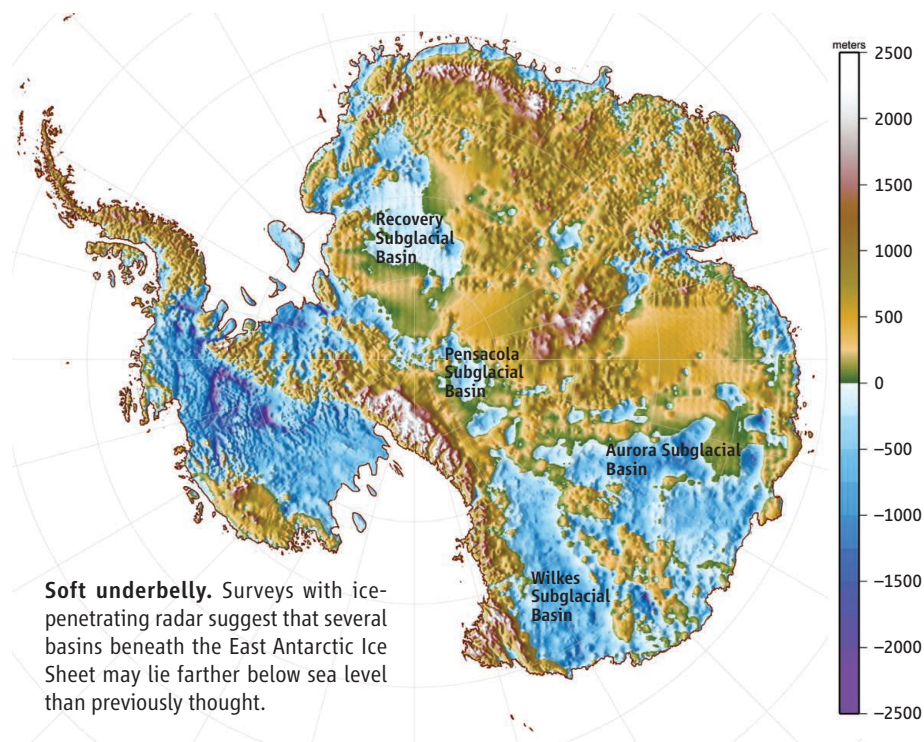 meters
2500
2000
1500
1000
500
0
−500
−1000
−1500
−2000
−2500
Recovery
Subglacial
Basin
Pensacola
Subglacial
Basin
Aurora Subglacial
Basin
Wilkes
Subglacial
Basin
Soft underbelly. Surveys with ice-
penetrating radar suggest that several
basins beneath the East Antarctic Ice
Sheet may lie farther below sea level
than previously thought.